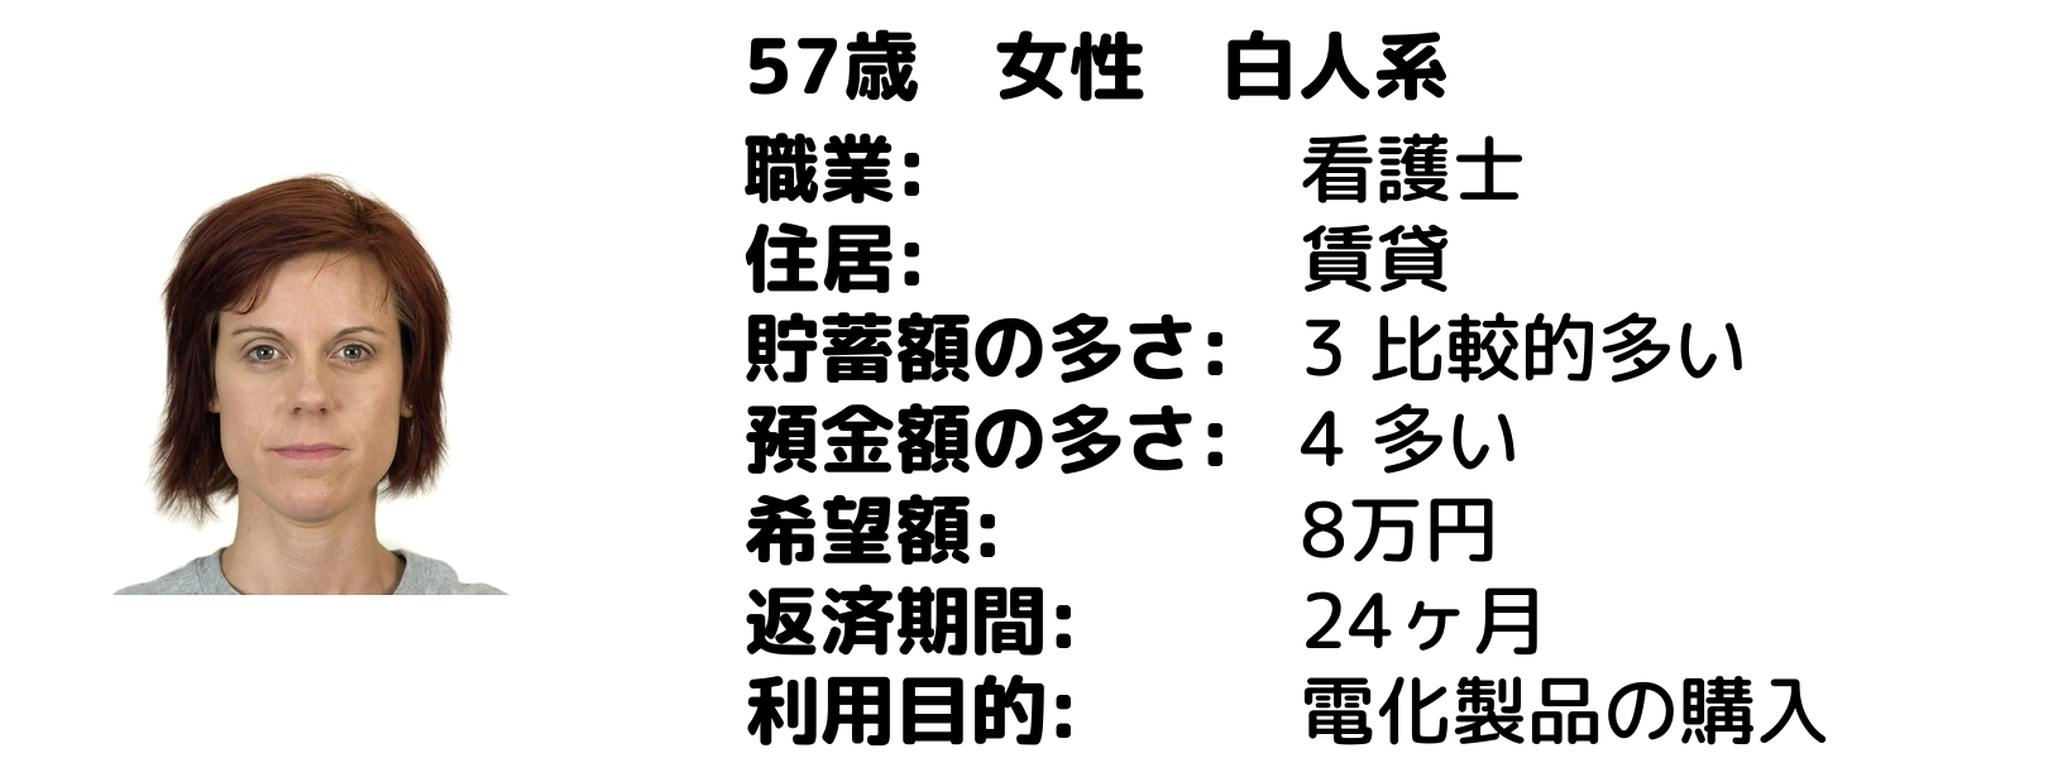 57歳　女性　白人系
職業: 看護士
住居: 賃貸
貯蓄額の多さ: 3 比較的多い
預金額の多さ: 4 多い
希望額: 8万円
返済期間: 24ヶ月
利用目的: 電化製品の購入